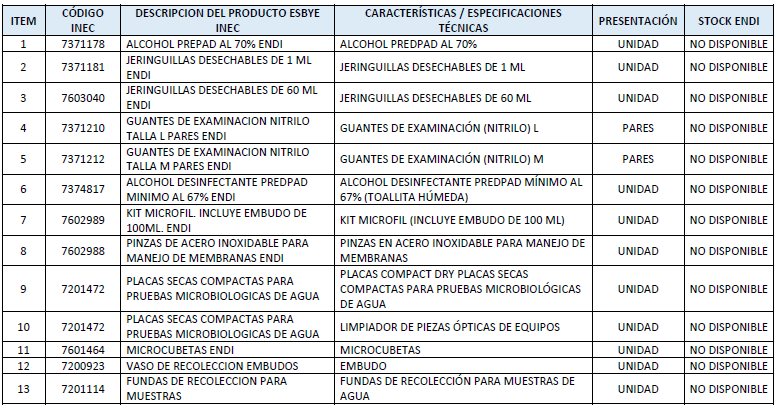 ITEM CÓDIGO INEC DESCRIPCION DEL PRODUCTO ESBYE INEC CARACTERÍSTICAS / ESPECIFICACIONES TÉCNICAS PRESENTACIÓN STOCK ENDI
1 7371178 ALCOHOL PREPAD AL 70% ENDI ALCOHOL PREDPAD AL 70% UNIDAD NO DISPONIBLE
2 7371181 JERINGUILLAS DESECHABLES DE 1 ML ENDI JERINGUILLAS DESECHABLES DE 1 ML UNIDAD NO DISPONIBLE
3 7603040 JERINGUILLAS DESECHABLES DE 60 ML ENDI JERINGUILLAS DESECHABLES DE 60 ML UNIDAD NO DISPONIBLE
4 7371210 GUANTES DE EXAMINACION NITRILO TALLA L PARES ENDI GUANTES DE EXAMINACIÓN (NITRILO) L PARES NO DISPONIBLE
5 7371212 GUANTES DE EXAMINACION NITRILO TALLA M PARES ENDI GUANTES DE EXAMINACIÓN (NITRILO) M PARES NO DISPONIBLE
6 7374817 ALCOHOL DESINFECTANTE PREDPAD MINIMO AL 67% ENDI ALCOHOL DESINFECTANTE PREDPAD MÍNIMO AL 67% (TOALLITA HÚMEDA) UNIDAD NO DISPONIBLE
7 7602989 KIT MICROFIL. INCLUYE EMBUDO DE 100ML. ENDI KIT MICROFIL (INCLUYE EMBUDO DE 100 ML) UNIDAD NO DISPONIBLE
8 7602988 PINZAS DE ACERO INOXIDABLE PARA MANEJO DE MEMBRANAS ENDI PINZAS EN ACERO INOXIDABLE PARA MANEJO DE MEMBRANAS UNIDAD NO DISPONIBLE
9 7201472 PLACAS SECAS COMPACTAS PARA PRUEBAS MICROBIOLOGICAS DE AGUA PLACAS COMPACT DRY PLACAS SECAS COMPACTAS PARA PRUEBAS MICROBIOLÓGICAS DE AGUA UNIDAD NO DISPONIBLE
10 7201472 PLACAS SECAS COMPACTAS PARA PRUEBAS MICROBIOLOGICAS DE AGUA LIMPIADOR DE PIEZAS ÓPTICAS DE EQUIPOS UNIDAD NO DISPONIBLE
11 7601464 MICROCUBETAS ENDI MICROCUBETAS UNIDAD NO DISPONIBLE
12 7200923 VASO DE RECOLECCION EMBUDOS EMBUDO UNIDAD NO DISPONIBLE
13 7201114 FUNDAS DE RECOLECCION PARA MUESTRAS FUNDAS DE RECOLECCIÓN PARA MUESTRAS DE AGUA UNIDAD NO DISPONIBLE